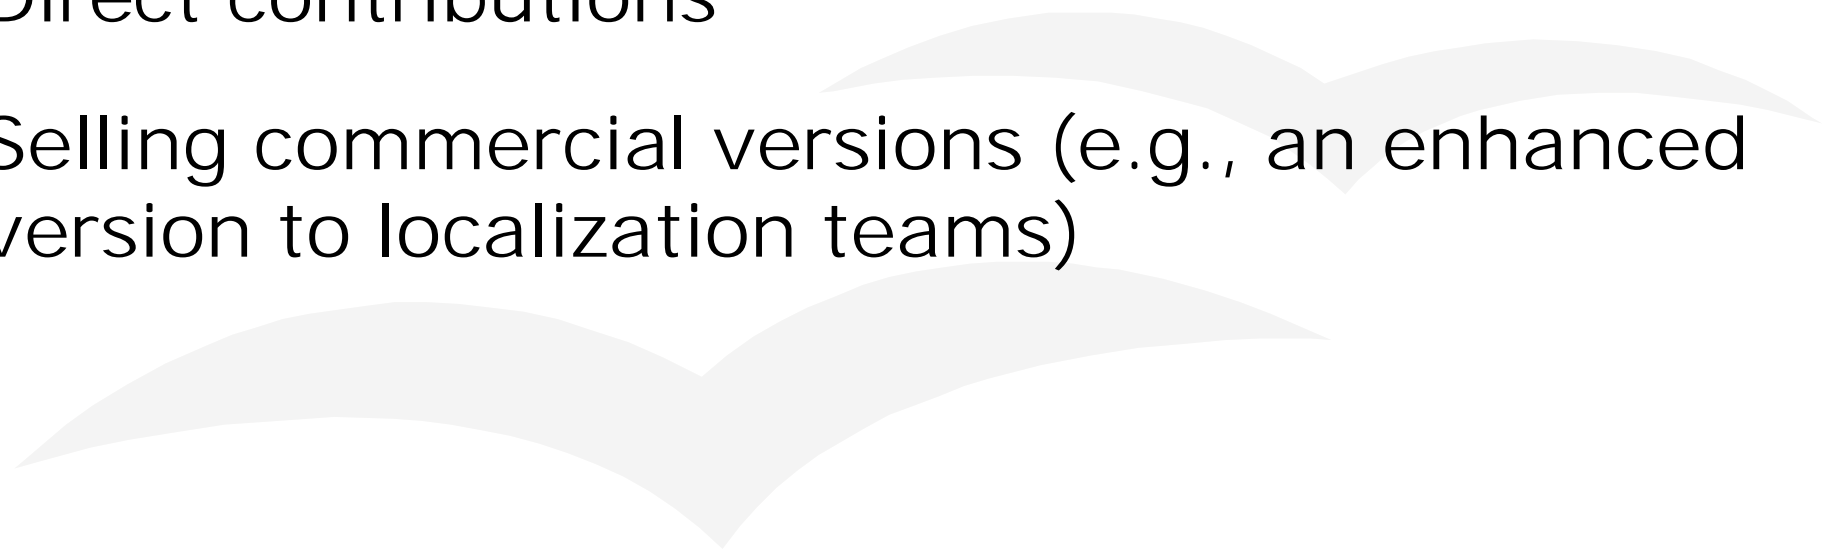 Direct contributions
Selling commercial versions (e.g., an enhanced
version to localization teams)